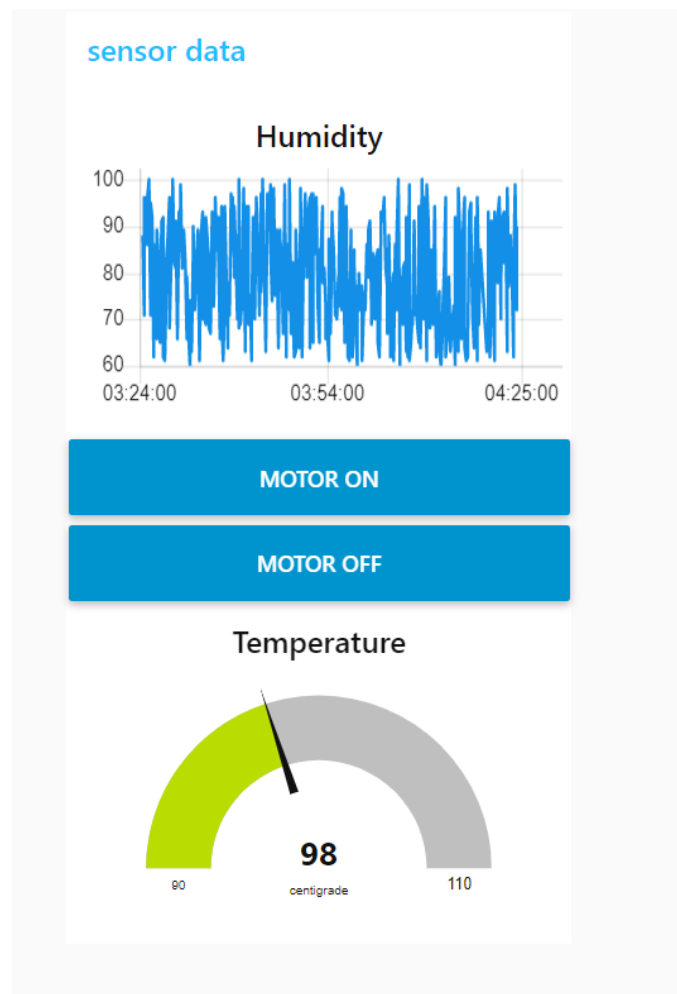 sensor data
Humidity
100
90
80
70
60
03:24:00 03:54:00 04:25:00
MOTOR ON
MOTOR OFF
Temperature
98
90 centigrade 110